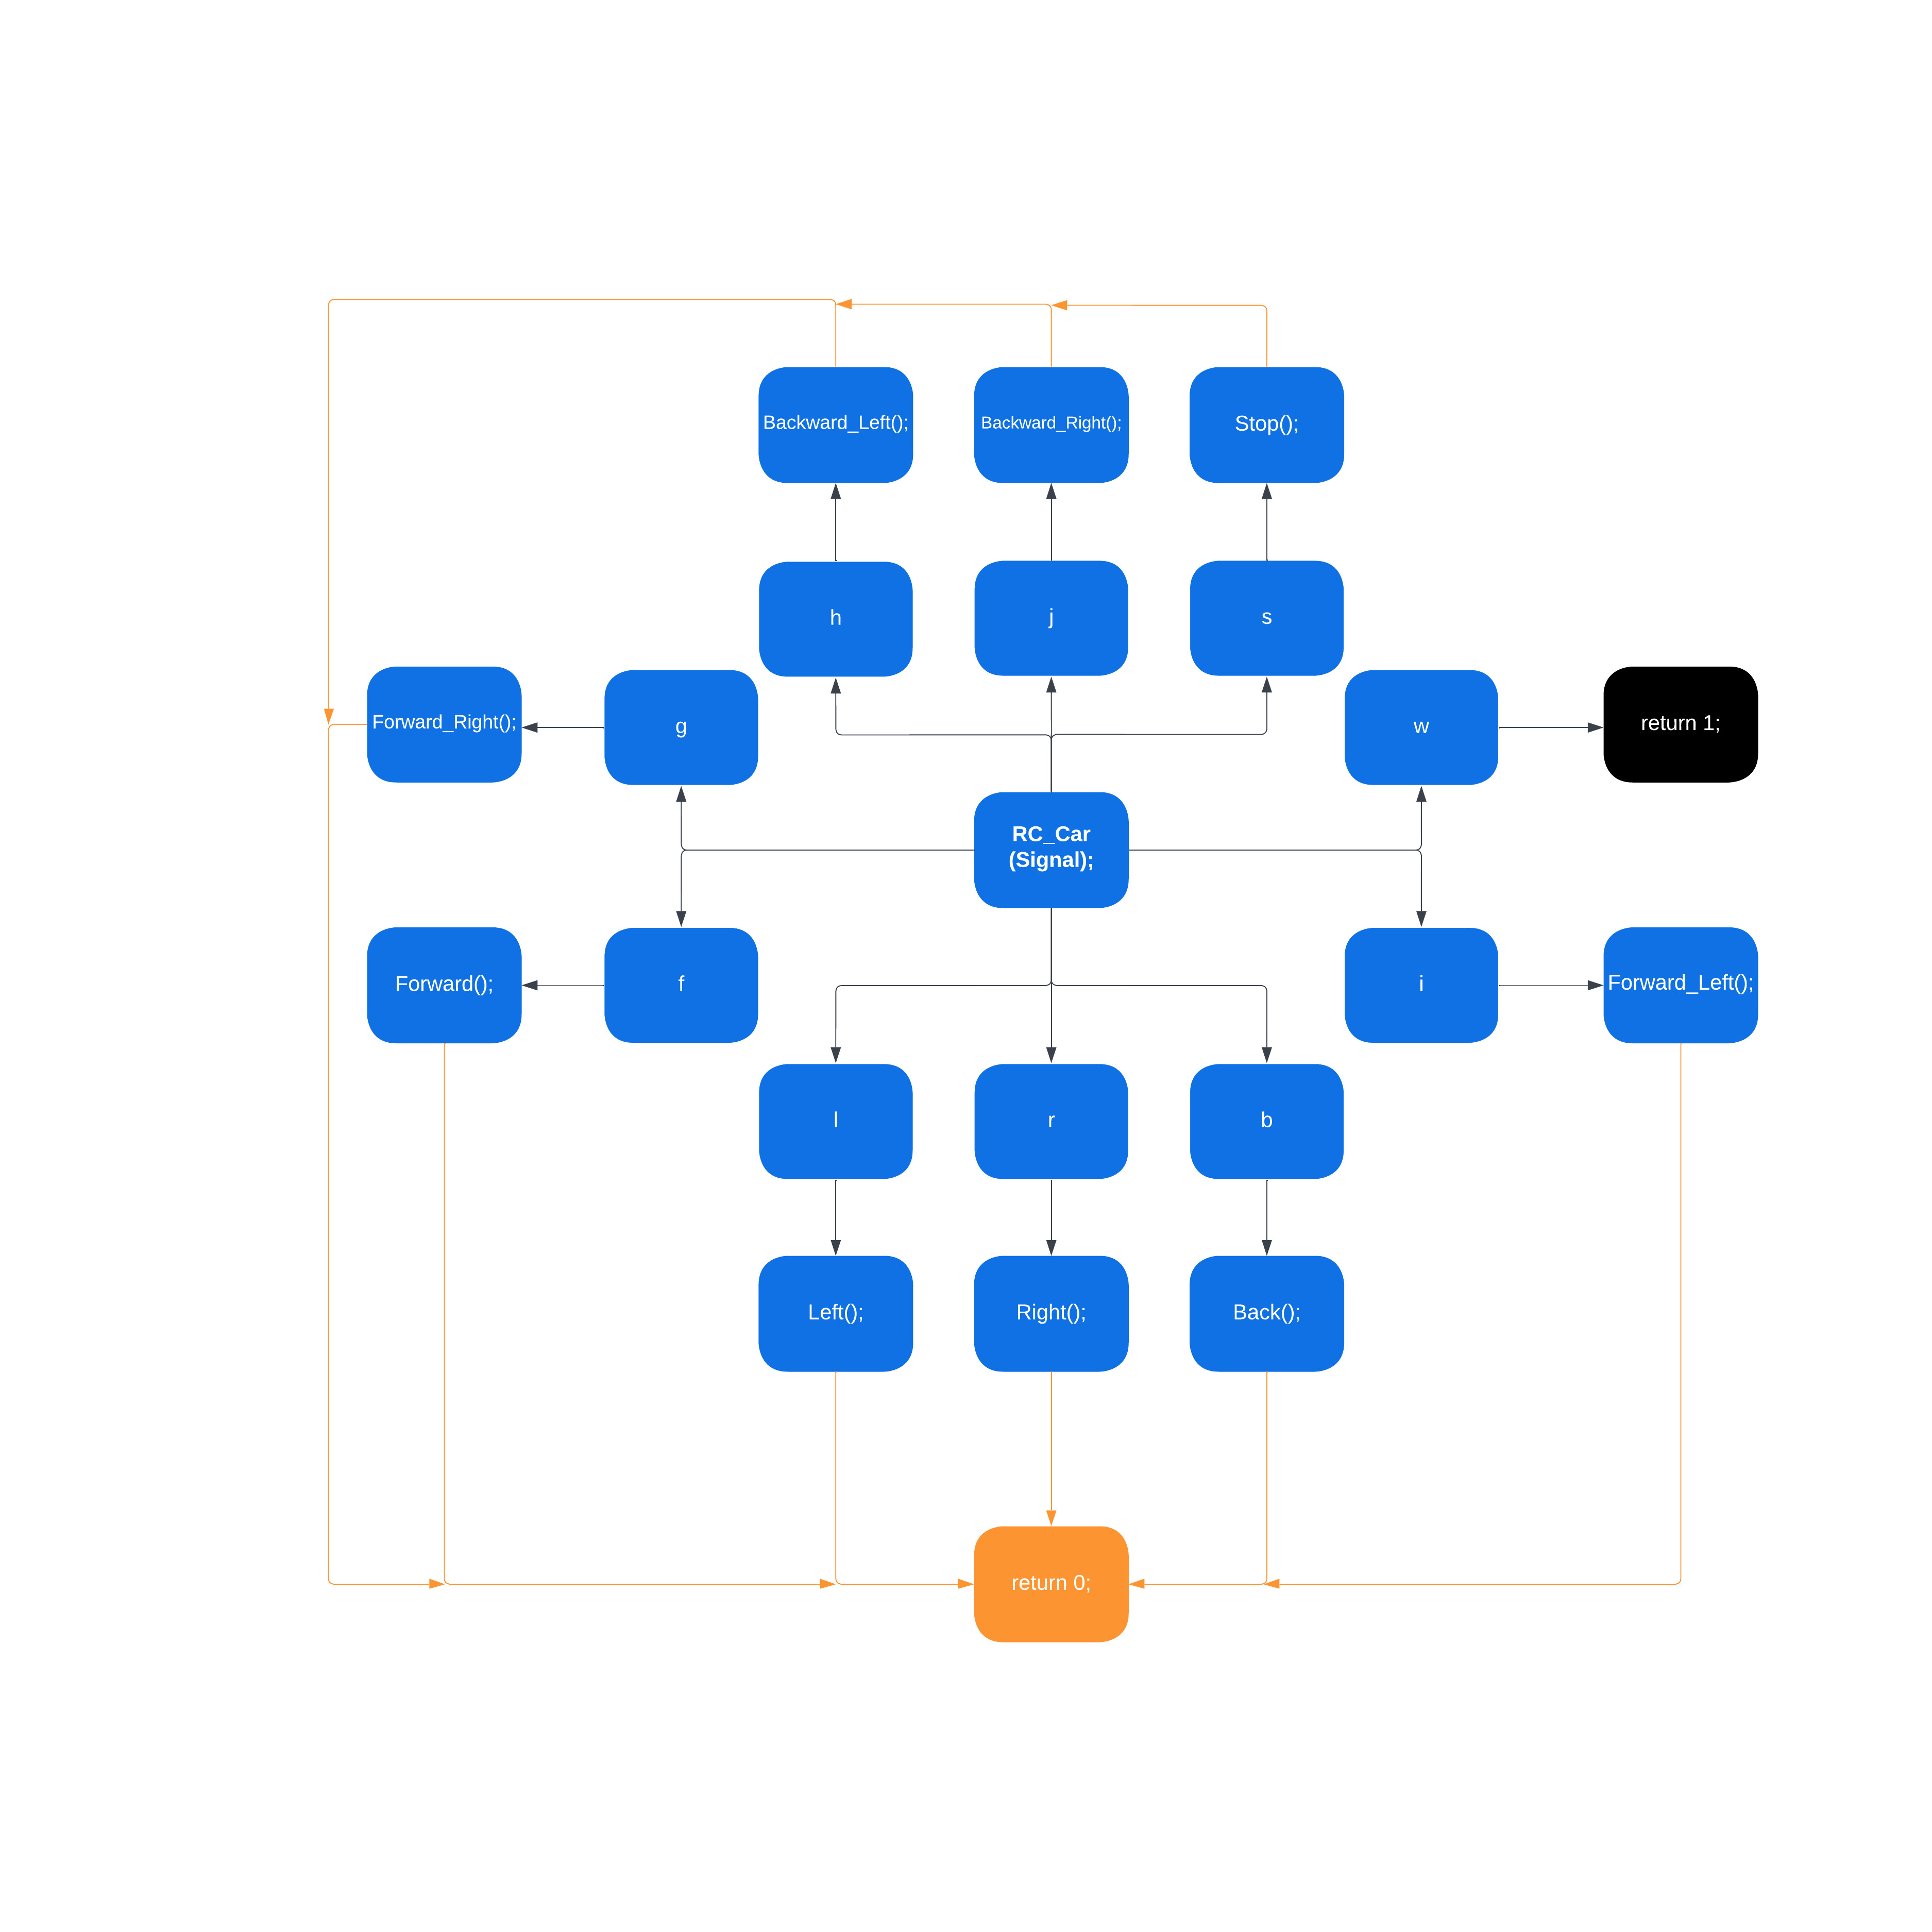 Backward_Left();
Backward_Right();
Stop();
h
j
s
Forward_Right();
g
w
return 1;
RC_Car
(Signal);
Forward();
f
i
Forward_Left();
l
r
b
Left();
Right();
Back();
return 0;